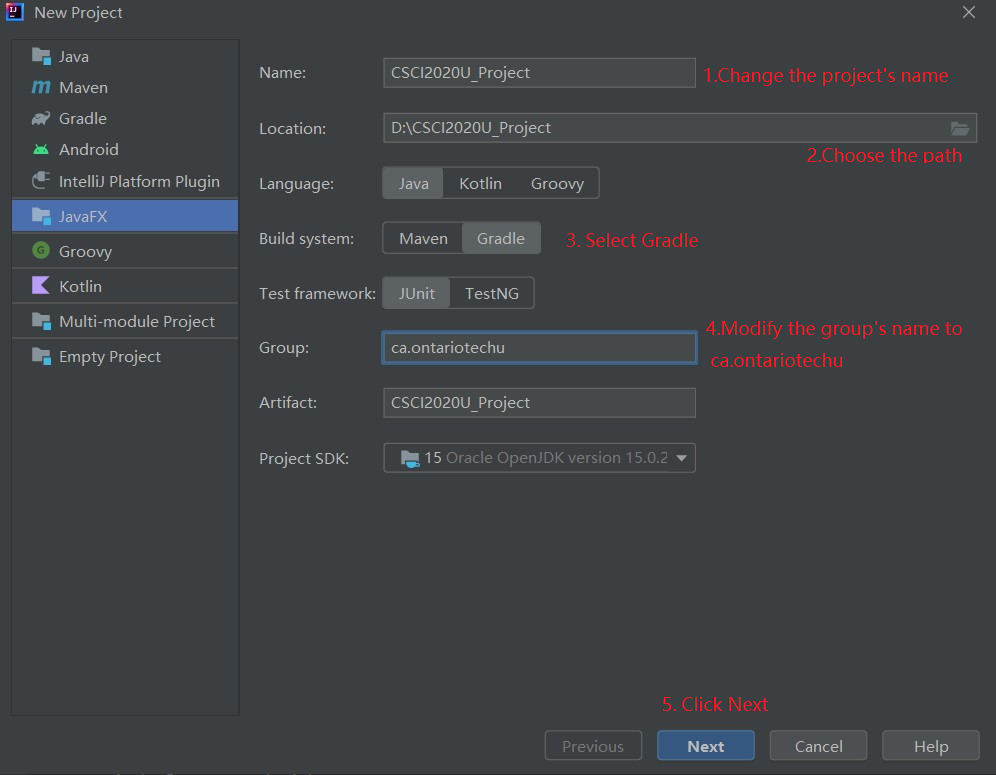 New Project
Java
Maven
Gradle
Android
IntelliJ Platform Plugin
JavaFX
Groovy
Kotlin
Multi-module Project
Empty Project
Name: CSCI2020U_Project 1.Change the project's name
Location: D:\CSCI2020U_Project
2.Choose the path
Language: Java Kotlin Groovy
Build system: Maven Gradle 3. Select Gradle
Test framework: JUnit TestNG
Group: ca.ontariotechu 4.Modify the group's name to
ca.ontariotechu
Artifact: CSCI2020U_Project
Project SDK: 15 Oracle OpenJDK version 15.0.2
5. Click Next
Previous Next Cancel Help